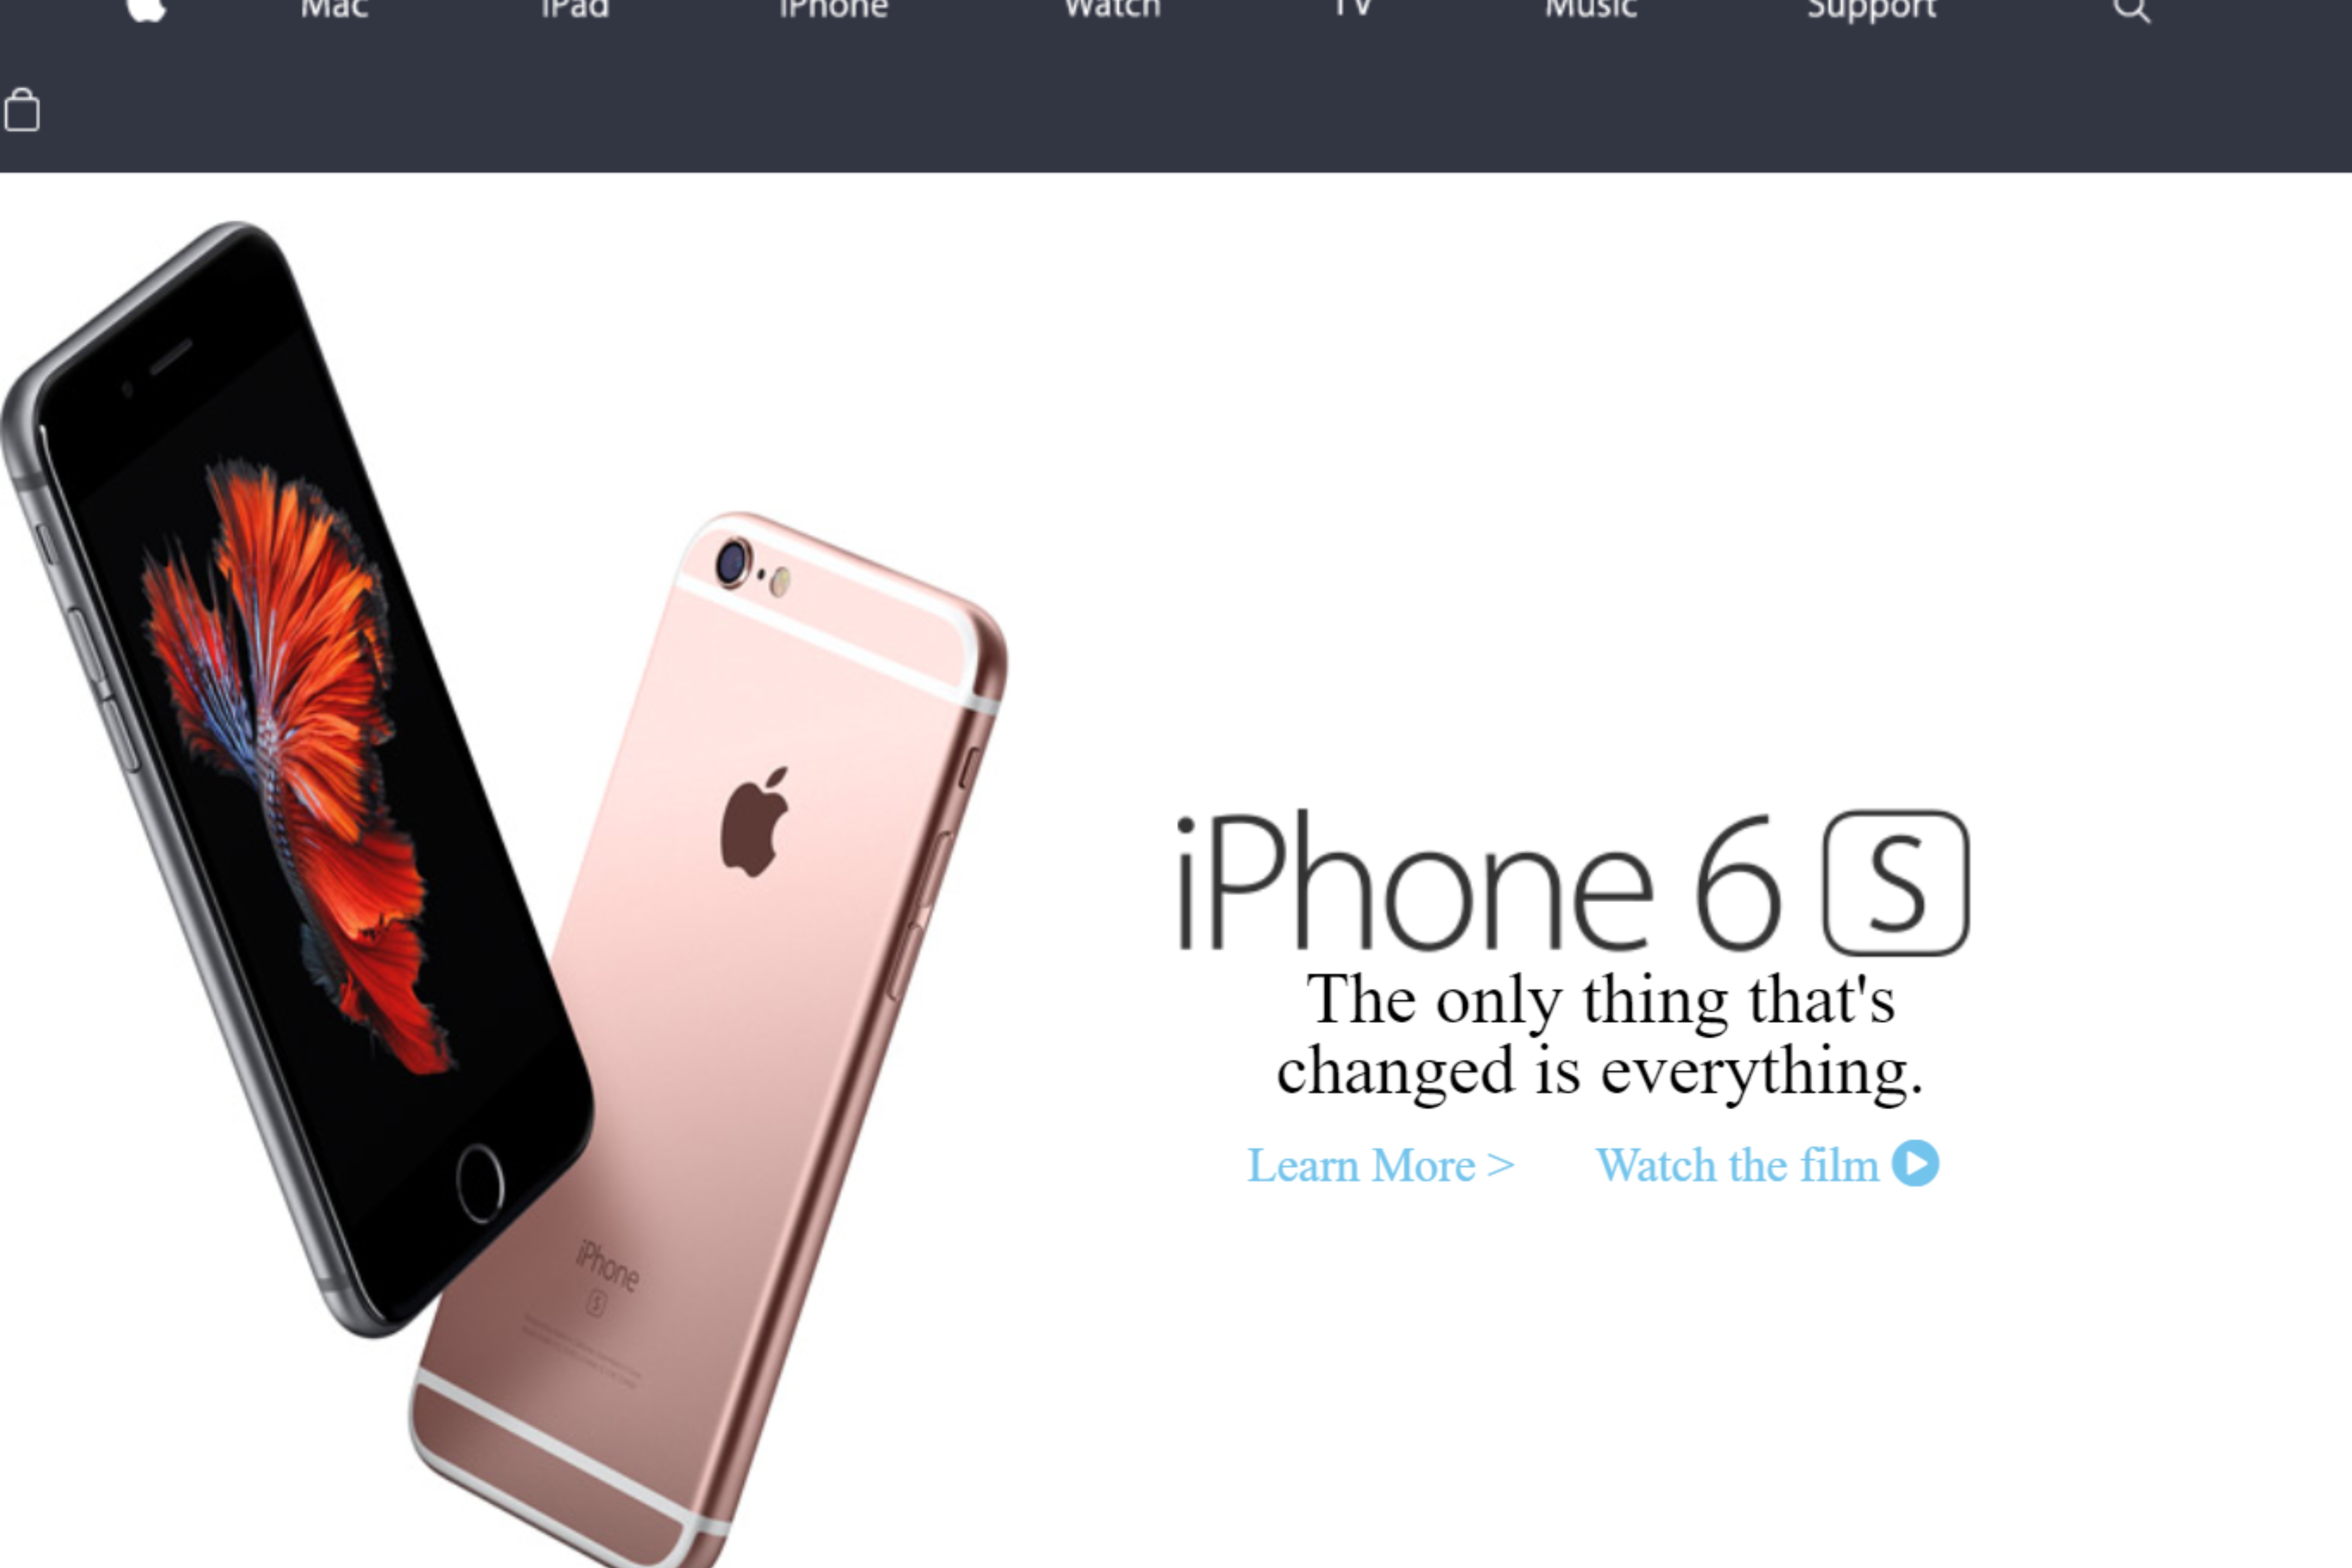 Mac iPad iPhone Watch TV Music Support
iPhone 6 S
The only thing that's
changed is everything.
Learn More > Watch the film
iPhone
S